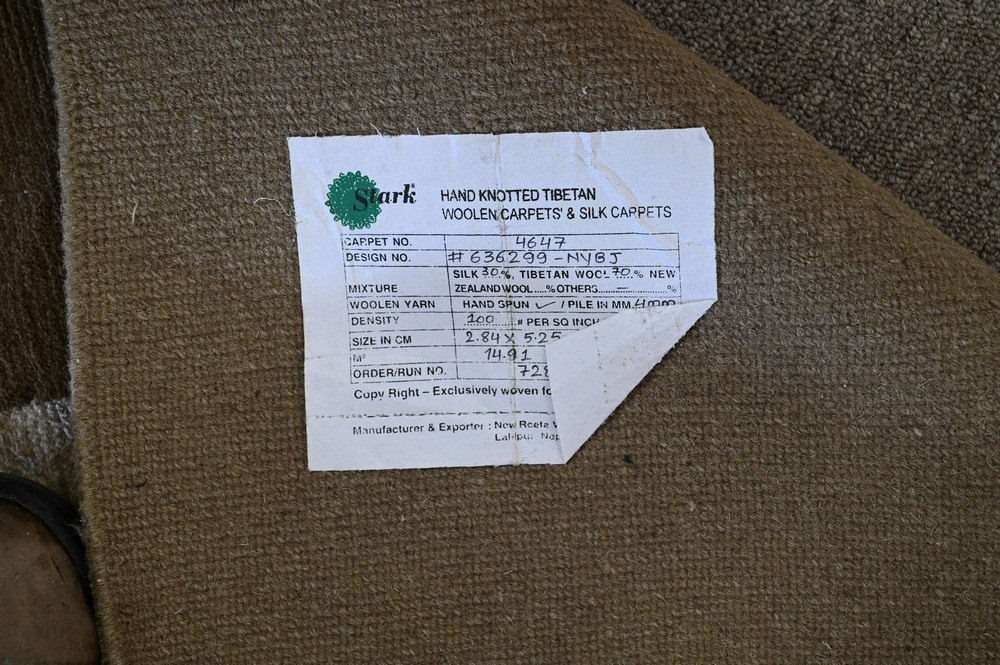 Stark
HAND KNOTTED TIBETAN
WOOLEN CARPETS' & SILK CARPETS
CARPET NO. 4647
DESIGN NO. #636299-NYBJ
MIXTURE SILK 30 %, TIBETAN WOOL 70 % NEW
ZEALAND WOOL.....% OTHERS......–......%
WOOLEN YARN HAND SPUN ✓ / PILE IN MM. 4mm
DENSITY 100 # PER SQ INCH
SIZE IN CM 2.84 X 5.25
M² 14.91
ORDER/RUN NO. 728
Copy Right – Exclusively woven fo
Manufacturer & Exporter : New Reeta
Lalitpur Nep